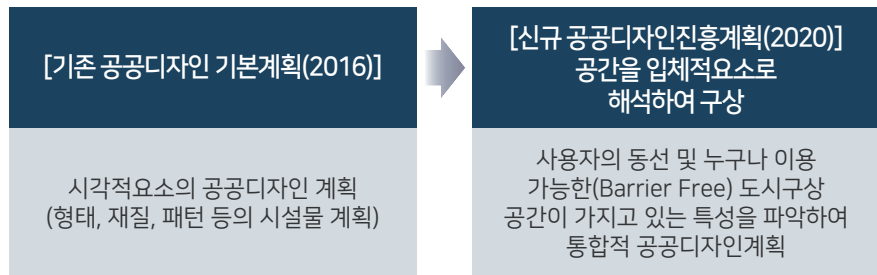 [기존 공공디자인 기본계획(2016)]
시각적요소의 공공디자인 계획
(형태, 재질, 패턴 등의 시설물 계획)
[신규 공공디자인진흥계획(2020)]
공간을 입체적요소로
해석하여 구상
사용자의 동선 및 누구나 이용
가능한(Barrier Free) 도시구상
공간이 가지고 있는 특성을 파악하여
통합적 공공디자인계획